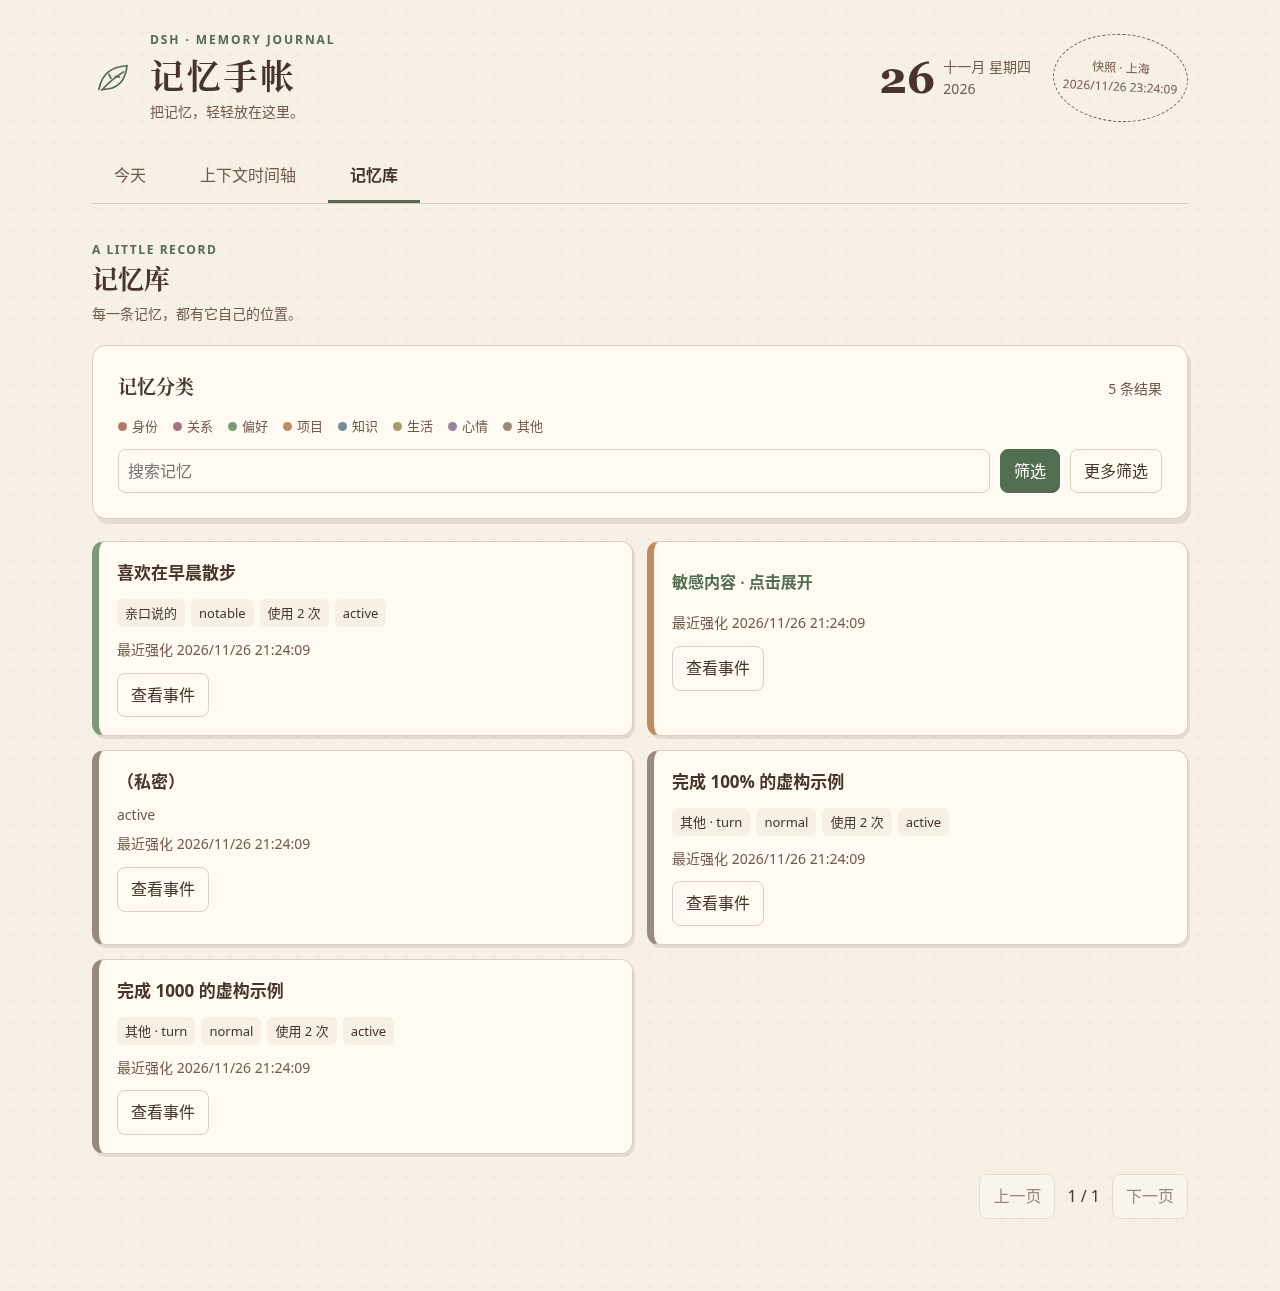 DSH · MEMORY JOURNAL
记忆手帐
把记忆，轻轻放在这里。
26
十一月 星期四
2026
快照 · 上海
2026/11/26 23:24:09
今天
上下文时间轴
记忆库
A LITTLE RECORD
记忆库
每一条记忆，都有它自己的位置。
记忆分类
5 条结果
身份 关系 偏好 项目 知识 生活 心情 其他
搜索记忆
筛选
更多筛选
喜欢在早晨散步
亲口说的 notable 使用 2 次 active
最近强化 2026/11/26 21:24:09
查看事件
敏感内容 · 点击展开
最近强化 2026/11/26 21:24:09
查看事件
（私密）
active
最近强化 2026/11/26 21:24:09
查看事件
完成 100% 的虚构示例
其他 · turn normal 使用 2 次 active
最近强化 2026/11/26 21:24:09
查看事件
完成 1000 的虚构示例
其他 · turn normal 使用 2 次 active
最近强化 2026/11/26 21:24:09
查看事件
上一页 1 / 1 下一页